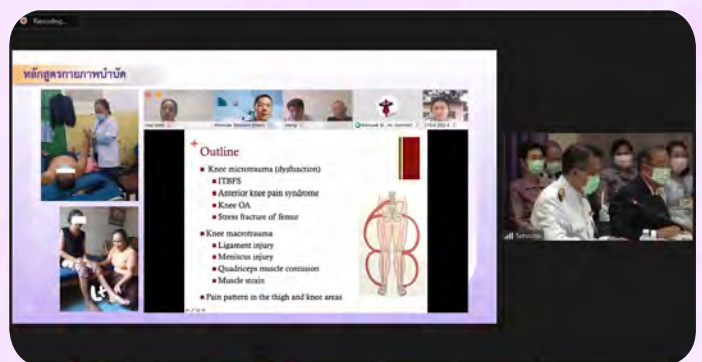 Recording...
หลักสูตรกายภาพบำบัด
Outline
Knee microtrauma (dysfunction)
ITBFS
Anterior knee pain syndrome
Knee OA
Stress fracture of femur
Knee macrotrauma
Ligament injury
Meniscus injury
Quadriceps muscle contusion
Muscle strain
Pain pattern in the thigh and knee areas